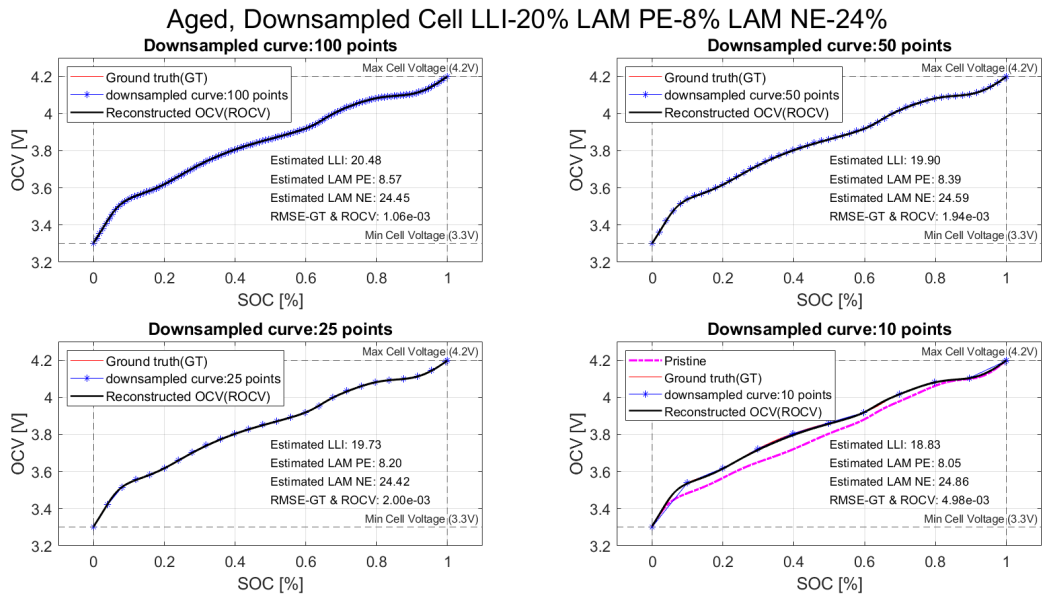 Aged, Downsampled Cell LLI-20% LAM PE-8% LAM NE-24%
Downsampled curve:100 points
Max Cell Voltage (4.2V)
Ground truth(GT)
downsampled curve:100 points
Reconstructed OCV(ROCV)
Estimated LLI: 20.48
Estimated LAM PE: 8.57
Estimated LAM NE: 24.45
RMSE-GT & ROCV: 1.06e-03
Min Cell Voltage (3.3V)
OCV [V]
4.2
4
3.8
3.6
3.4
3.2
0 0.2 0.4 0.6 0.8 1
SOC [%]
Downsampled curve:50 points
Max Cell Voltage (4.2V)
Ground truth(GT)
downsampled curve:50 points
Reconstructed OCV(ROCV)
Estimated LLI: 19.90
Estimated LAM PE: 8.39
Estimated LAM NE: 24.59
RMSE-GT & ROCV: 1.94e-03
Min Cell Voltage (3.3V)
OCV [V]
4.2
4
3.8
3.6
3.4
3.2
0 0.2 0.4 0.6 0.8 1
SOC [%]
Downsampled curve:25 points
Max Cell Voltage (4.2V)
Ground truth(GT)
downsampled curve:25 points
Reconstructed OCV(ROCV)
Estimated LLI: 19.73
Estimated LAM PE: 8.20
Estimated LAM NE: 24.42
RMSE-GT & ROCV: 2.00e-03
Min Cell Voltage (3.3V)
OCV [V]
4.2
4
3.8
3.6
3.4
3.2
0 0.2 0.4 0.6 0.8 1
SOC [%]
Downsampled curve:10 points
Max Cell Voltage (4.2V)
Pristine
Ground truth(GT)
downsampled curve:10 points
Reconstructed OCV(ROCV)
Estimated LLI: 18.83
Estimated LAM PE: 8.05
Estimated LAM NE: 24.86
RMSE-GT & ROCV: 4.98e-03
Min Cell Voltage (3.3V)
OCV [V]
4.2
4
3.8
3.6
3.4
3.2
0 0.2 0.4 0.6 0.8 1
SOC [%]